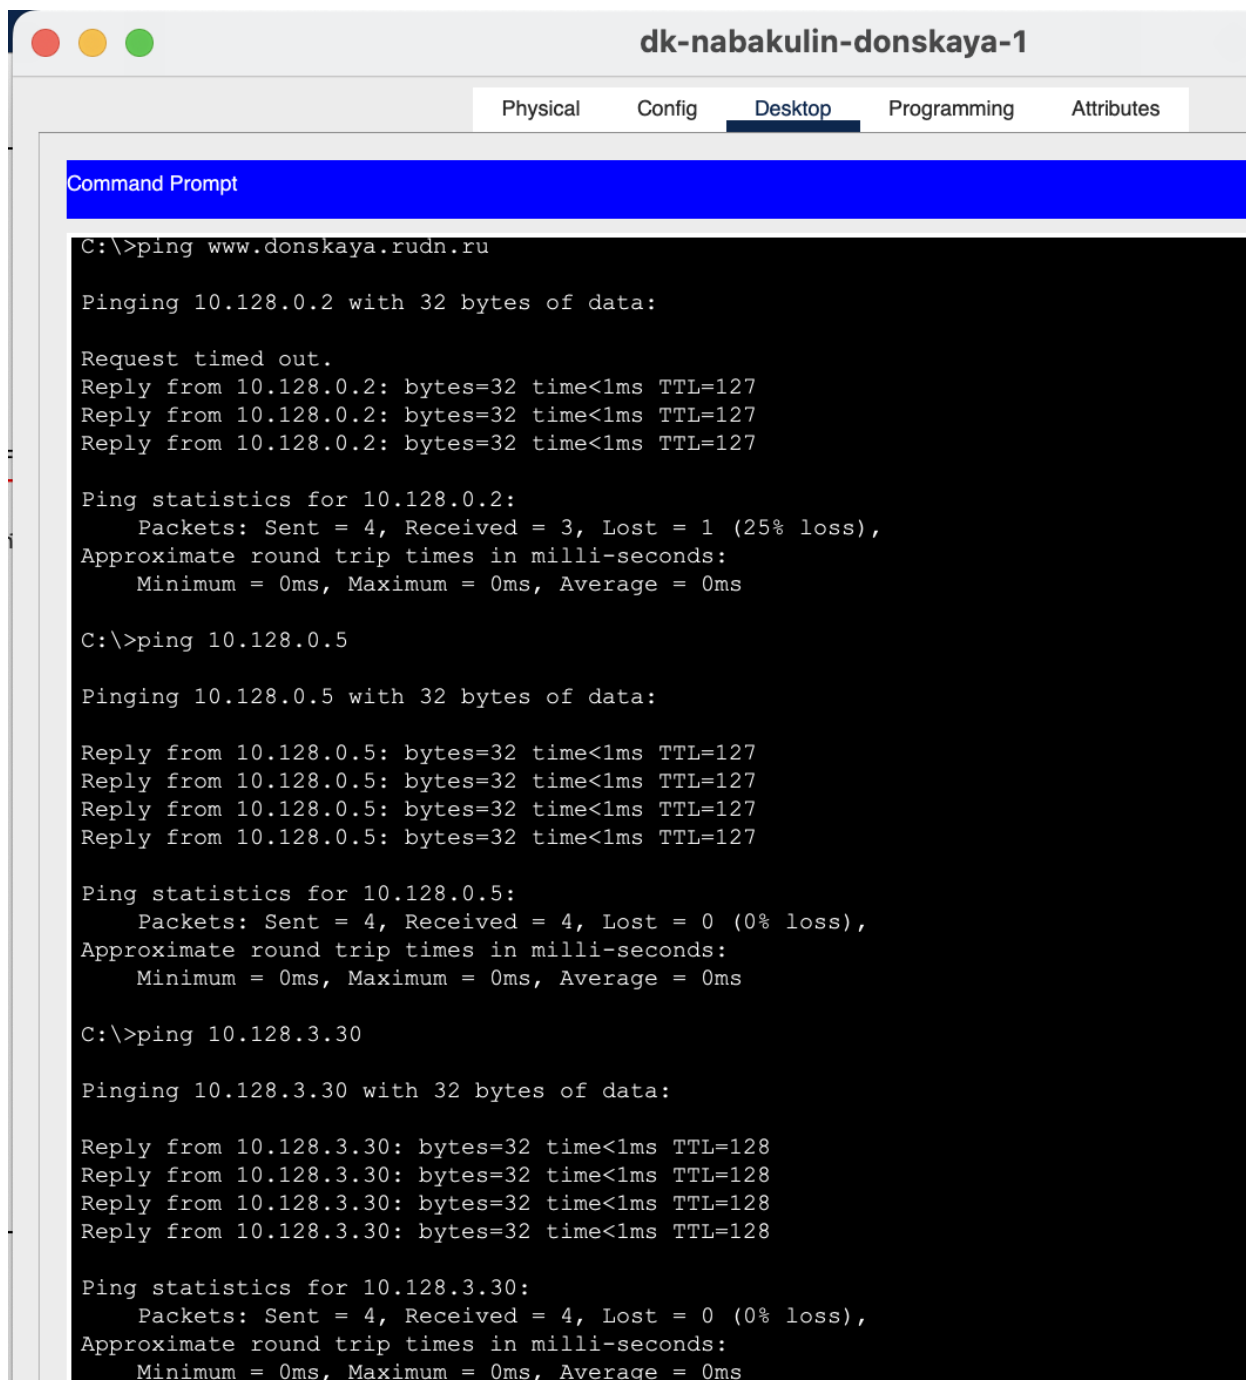 dk-nabakulin-donskaya-1
Physical Config Desktop Programming Attributes
Command Prompt
C:\>ping www.donskaya.rudn.ru
Pinging 10.128.0.2 with 32 bytes of data:
Request timed out.
Reply from 10.128.0.2: bytes=32 time<1ms TTL=127
Reply from 10.128.0.2: bytes=32 time<1ms TTL=127
Reply from 10.128.0.2: bytes=32 time<1ms TTL=127
Ping statistics for 10.128.0.2:
Packets: Sent = 4, Received = 3, Lost = 1 (25% loss),
Approximate round trip times in milli-seconds:
Minimum = 0ms, Maximum = 0ms, Average = 0ms
C:\>ping 10.128.0.5
Pinging 10.128.0.5 with 32 bytes of data:
Reply from 10.128.0.5: bytes=32 time<1ms TTL=127
Reply from 10.128.0.5: bytes=32 time<1ms TTL=127
Reply from 10.128.0.5: bytes=32 time<1ms TTL=127
Reply from 10.128.0.5: bytes=32 time<1ms TTL=127
Ping statistics for 10.128.0.5:
Packets: Sent = 4, Received = 4, Lost = 0 (0% loss),
Approximate round trip times in milli-seconds:
Minimum = 0ms, Maximum = 0ms, Average = 0ms
C:\>ping 10.128.3.30
Pinging 10.128.3.30 with 32 bytes of data:
Reply from 10.128.3.30: bytes=32 time<1ms TTL=128
Reply from 10.128.3.30: bytes=32 time<1ms TTL=128
Reply from 10.128.3.30: bytes=32 time<1ms TTL=128
Reply from 10.128.3.30: bytes=32 time<1ms TTL=128
Ping statistics for 10.128.3.30:
Packets: Sent = 4, Received = 4, Lost = 0 (0% loss),
Approximate round trip times in milli-seconds:
Minimum = 0ms, Maximum = 0ms, Average = 0ms